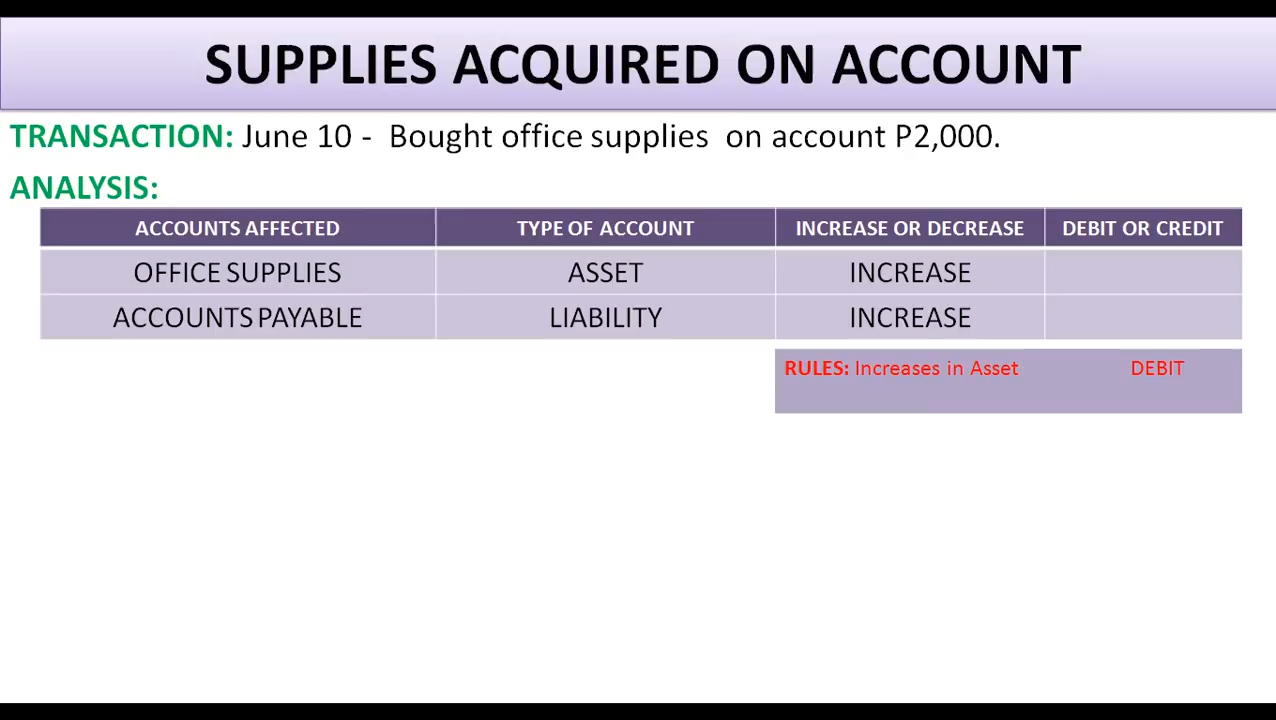 SUPPLIES ACQUIRED ON ACCOUNT
TRANSACTION: June 10 - Bought office supplies on account P2,000.
ANALYSIS:
ACCOUNTS AFFECTED TYPE OF ACCOUNT INCREASE OR DECREASE DEBIT OR CREDIT
OFFICE SUPPLIES ASSET INCREASE
ACCOUNTS PAYABLE LIABILITY INCREASE
RULES: Increases in Asset DEBIT